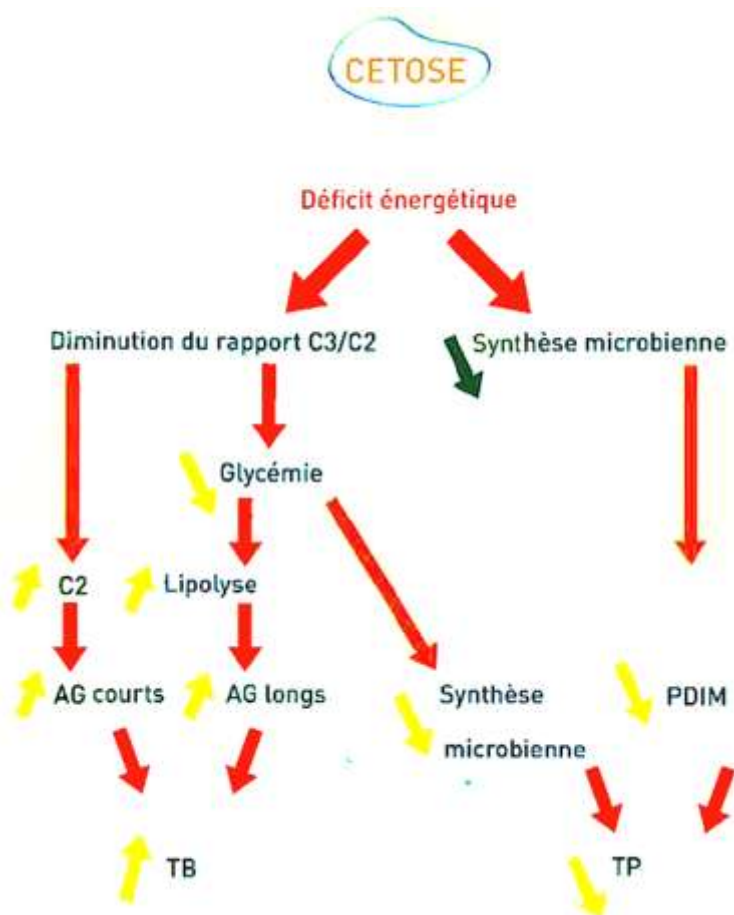 CETOSE
Déficit énergétique
Diminution du rapport C3/C2
Synthèse microbienne
Glycémie
C2
Lipolyse
AG courts
AG longs
Synthèse
microbienne
PDIM
TB
TP